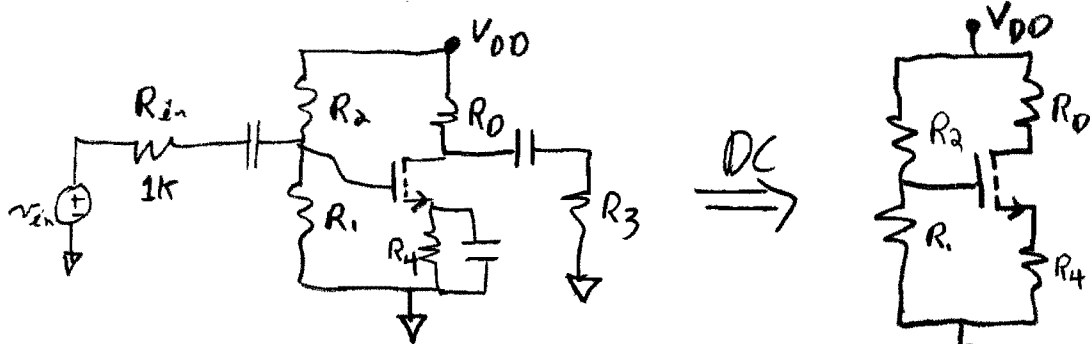 V_DD
R_in
R_2
R_D
1K
v_in
R_1
R_4
R_3
DC
V_DD
R_2
R_D
R_1
R_4